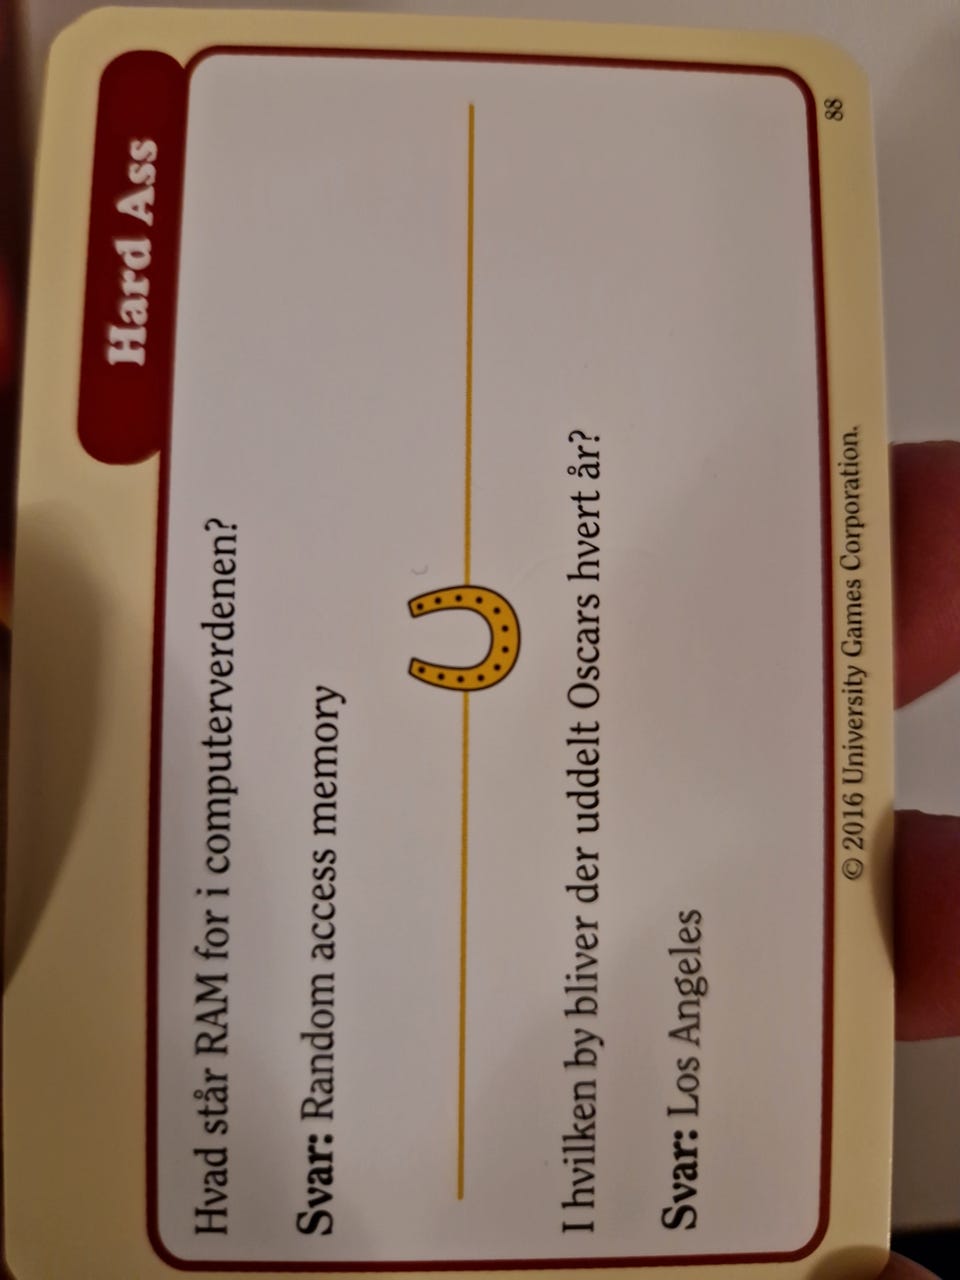 Hard Ass
Hvad står RAM for i computerverdenen?
Svar: Random access memory
I hvilken by bliver der uddelt Oscars hvert år?
Svar: Los Angeles
© 2016 University Games Corporation.
88